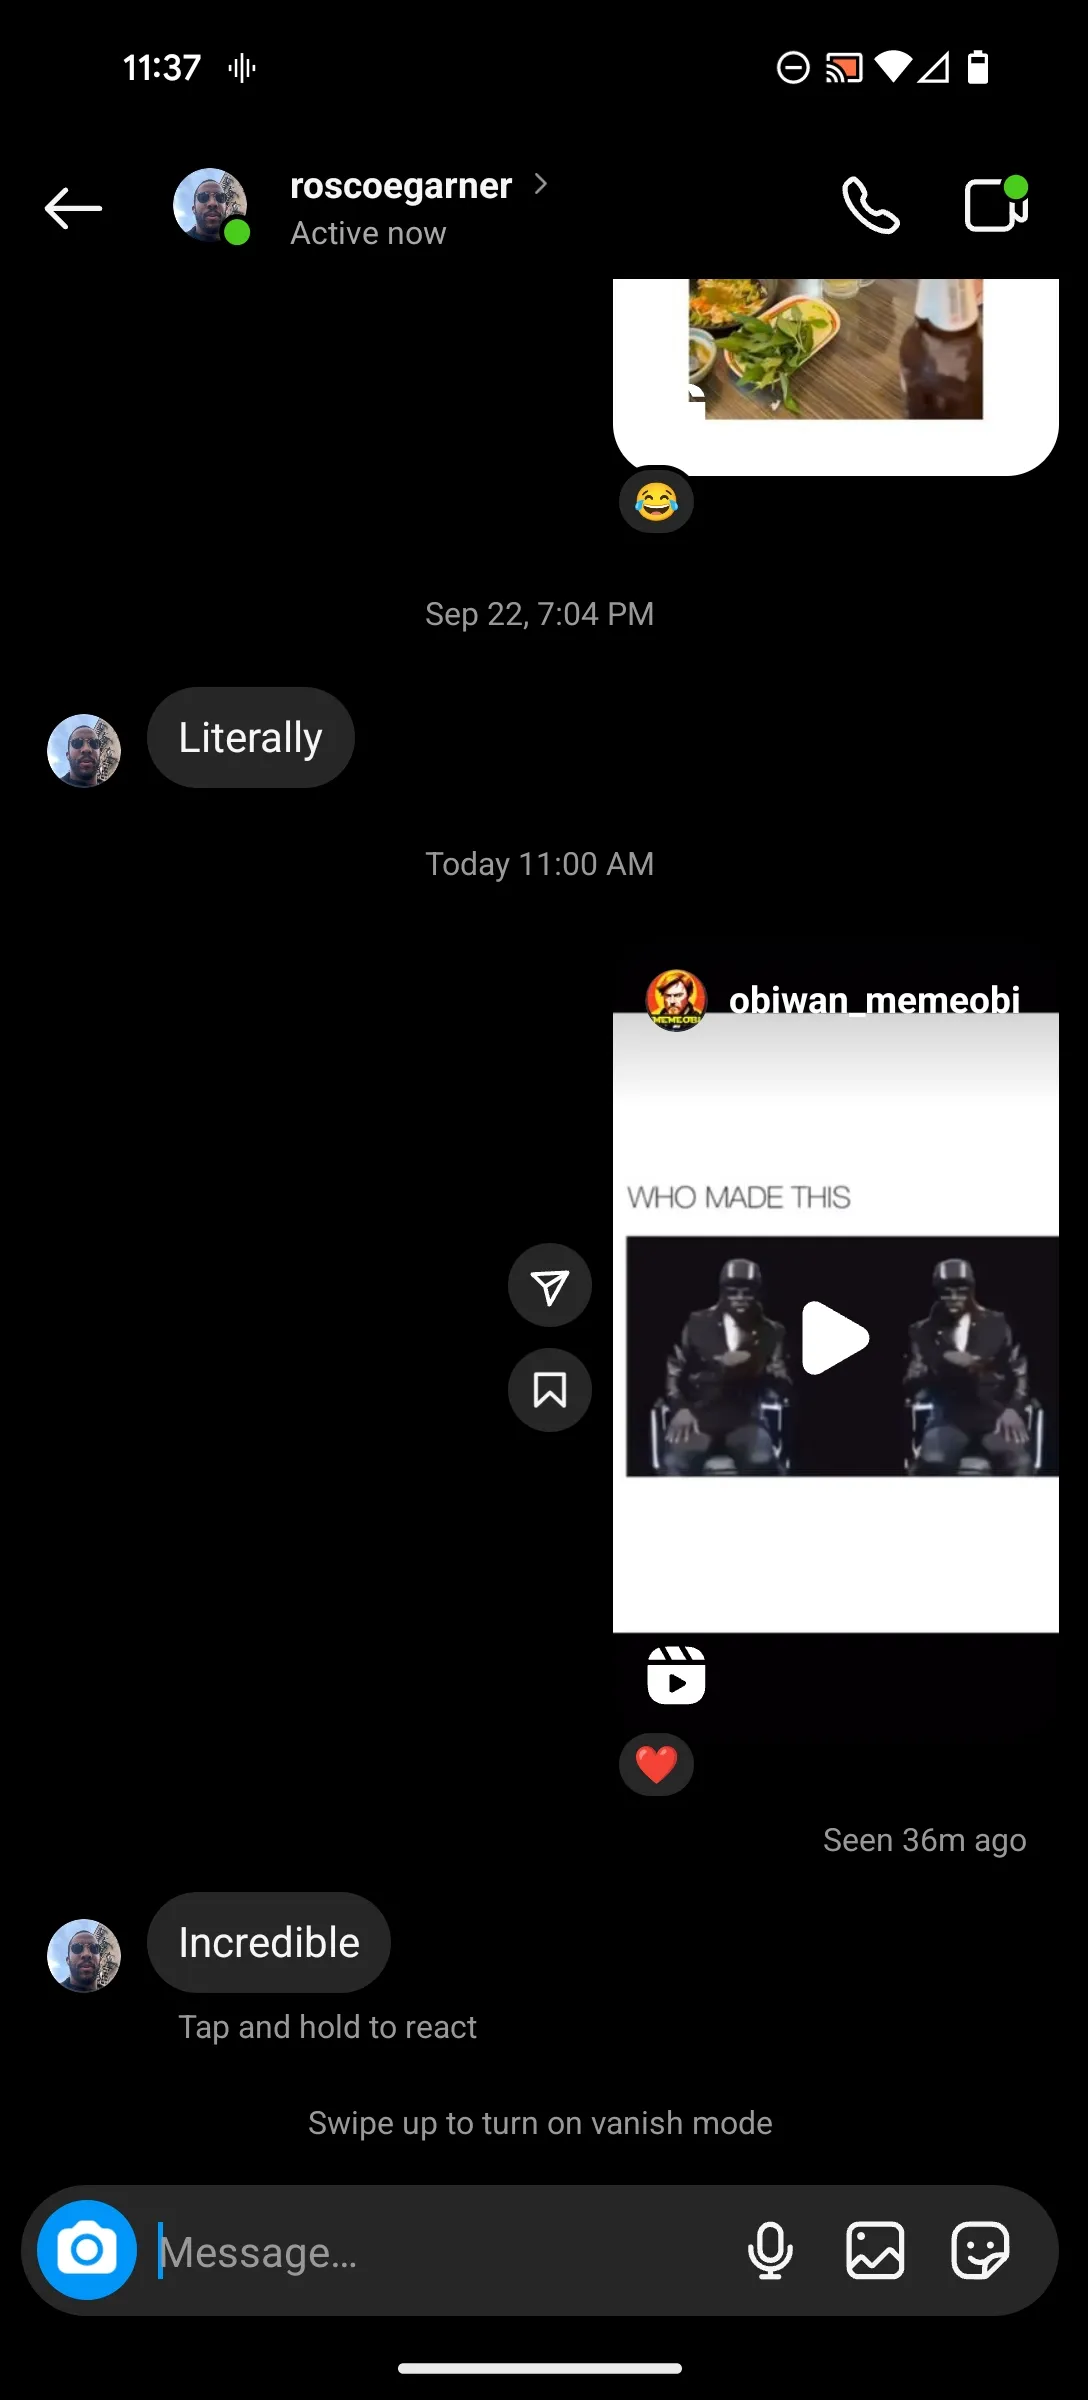 11:37
roscoegarner
Active now
Sep 22, 7:04 PM
Literally
Today 11:00 AM
obiwan_memeobi
MEMEOBI
WHO MADE THIS
Seen 36m ago
Incredible
Tap and hold to react
Swipe up to turn on vanish mode
Message…